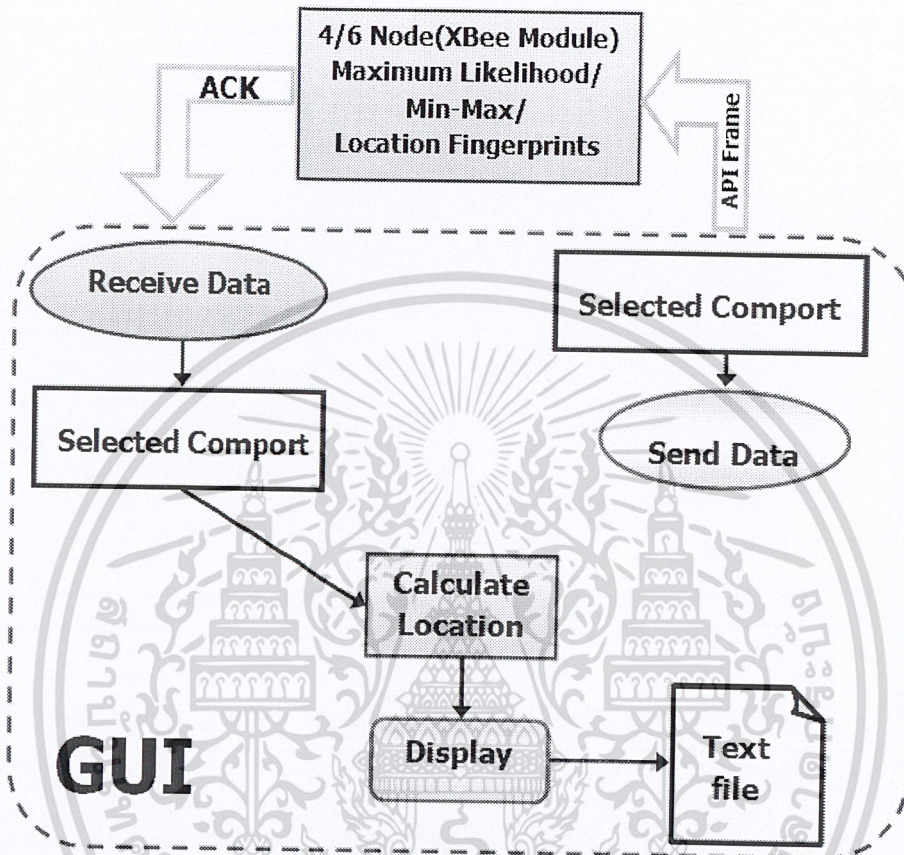 4/6 Node(XBee Module)
Maximum Likelihood/
Min-Max/
Location Fingerprints
ACK
API Frame
Receive Data
Selected Comport
Selected Comport
Send Data
Calculate
Location
Display
Text
file
GUI